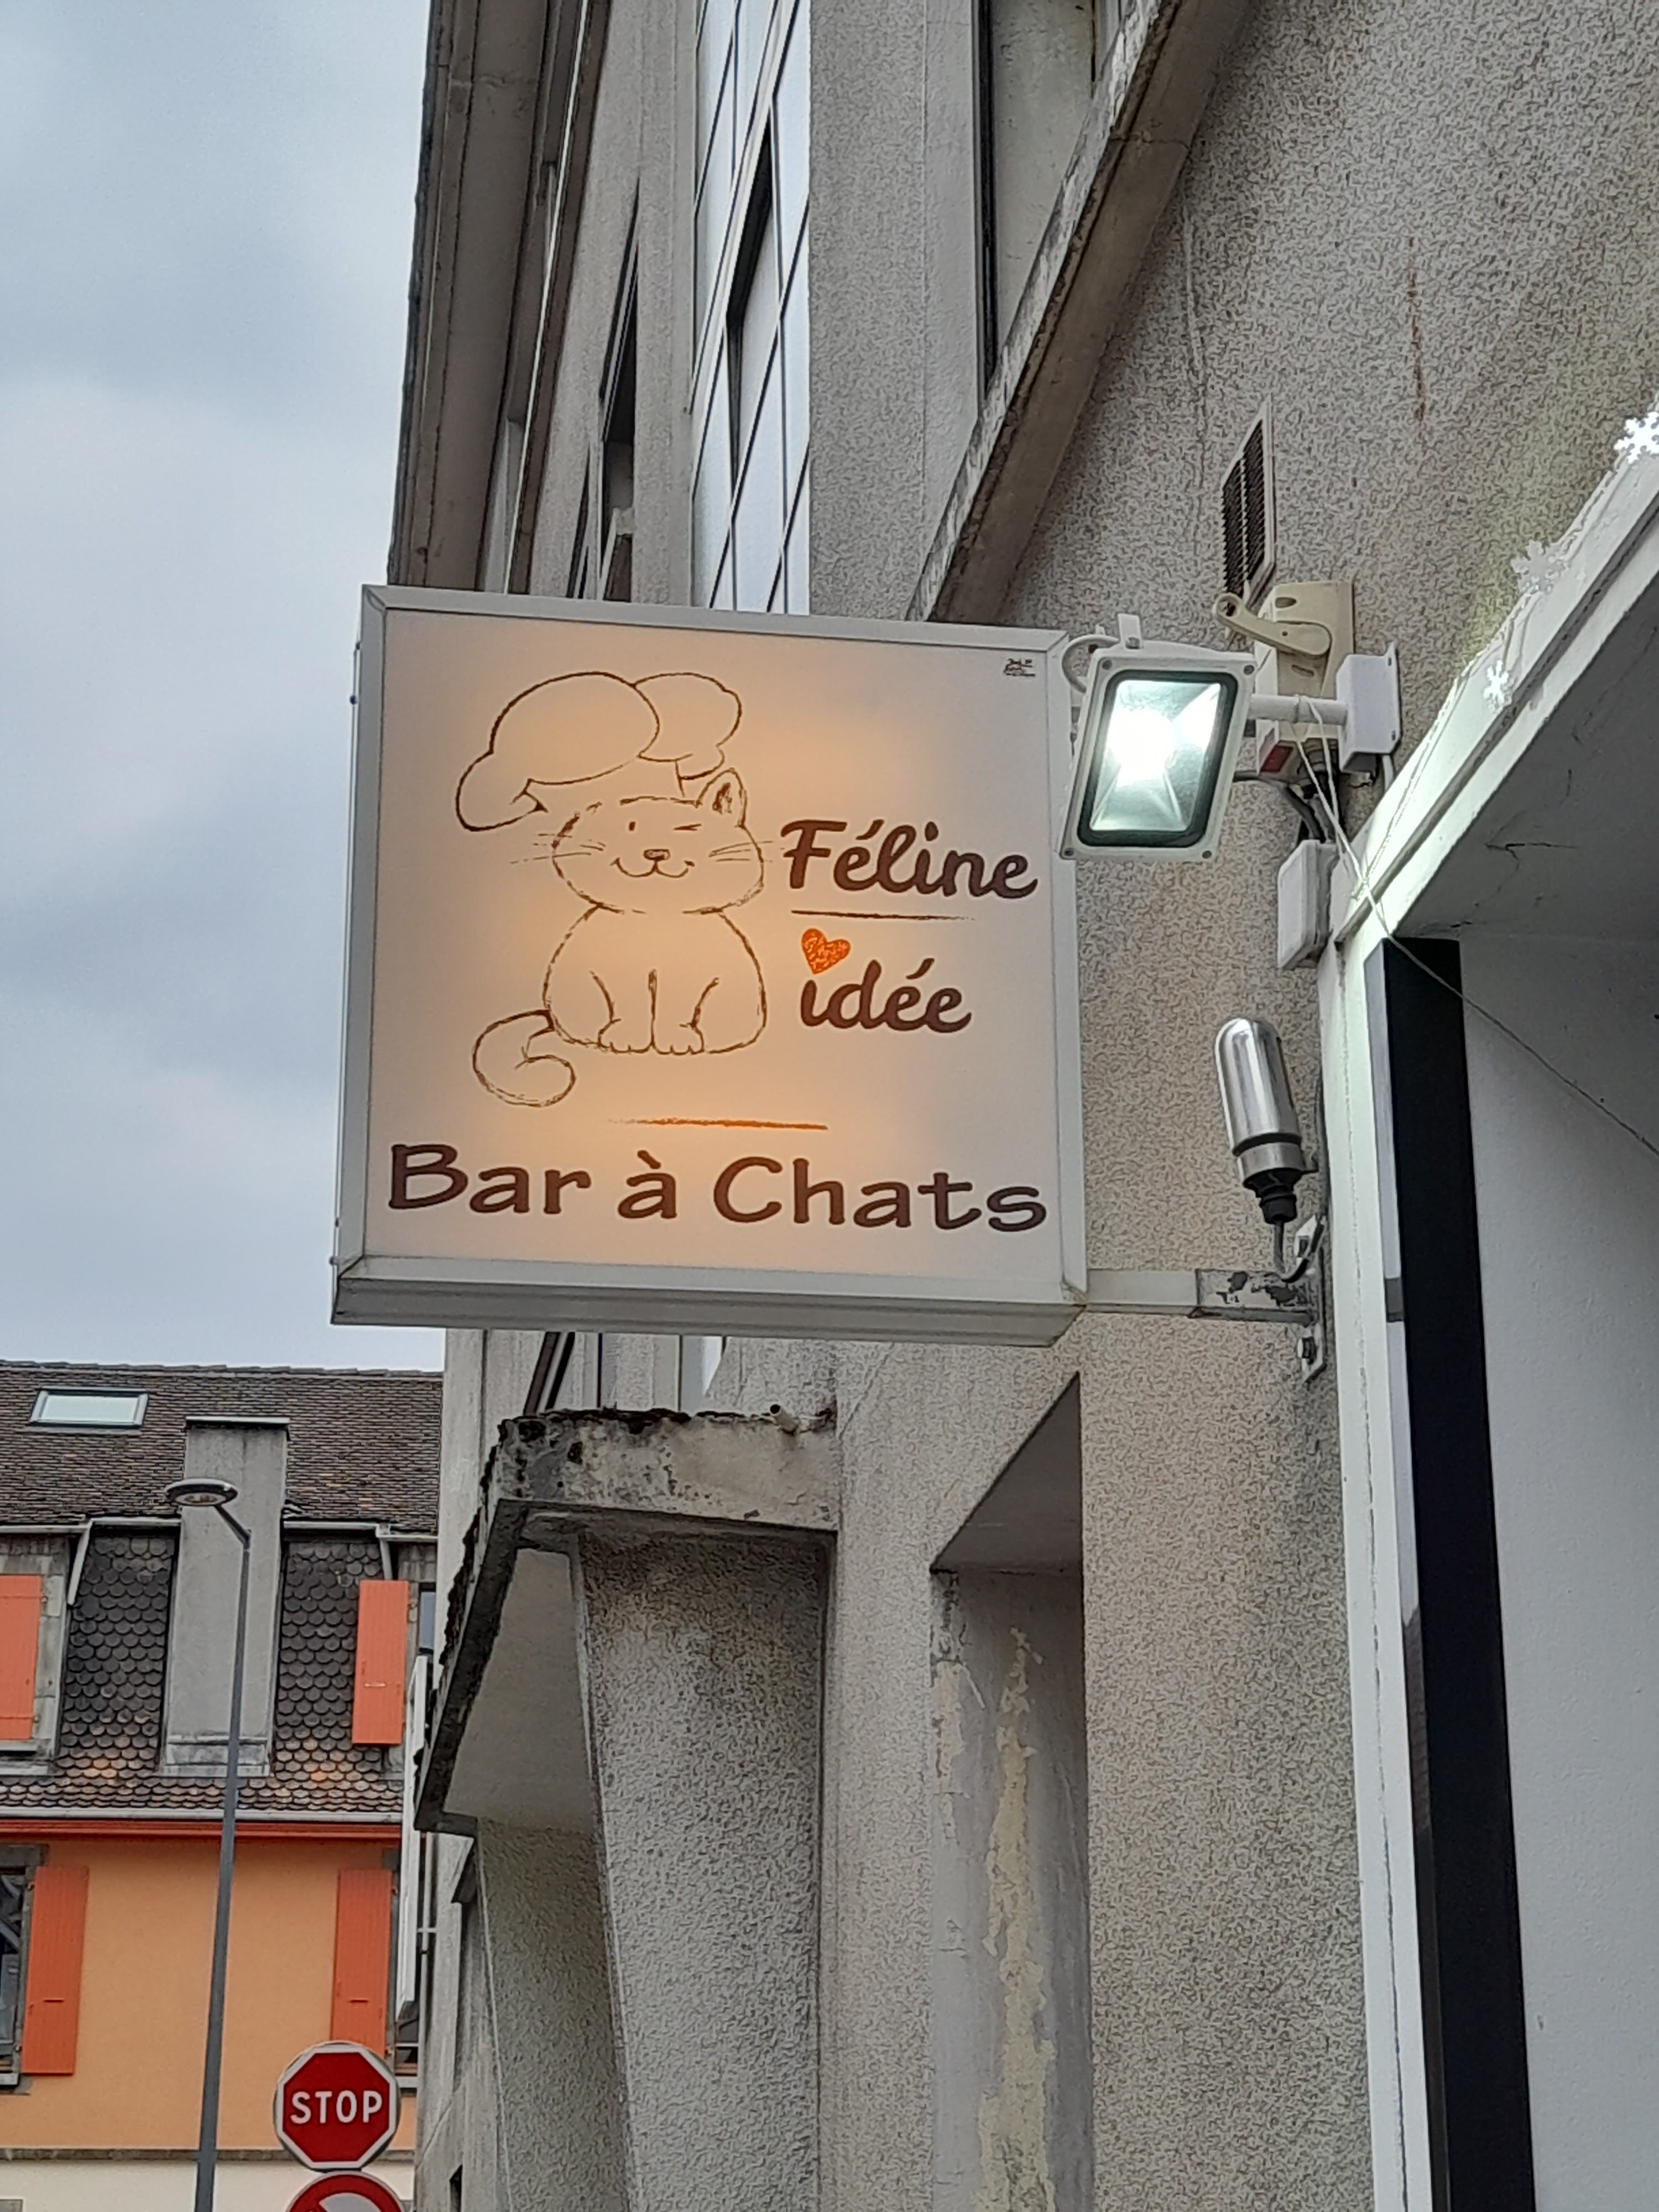 Féline
idée
Bar à Chats
STOP